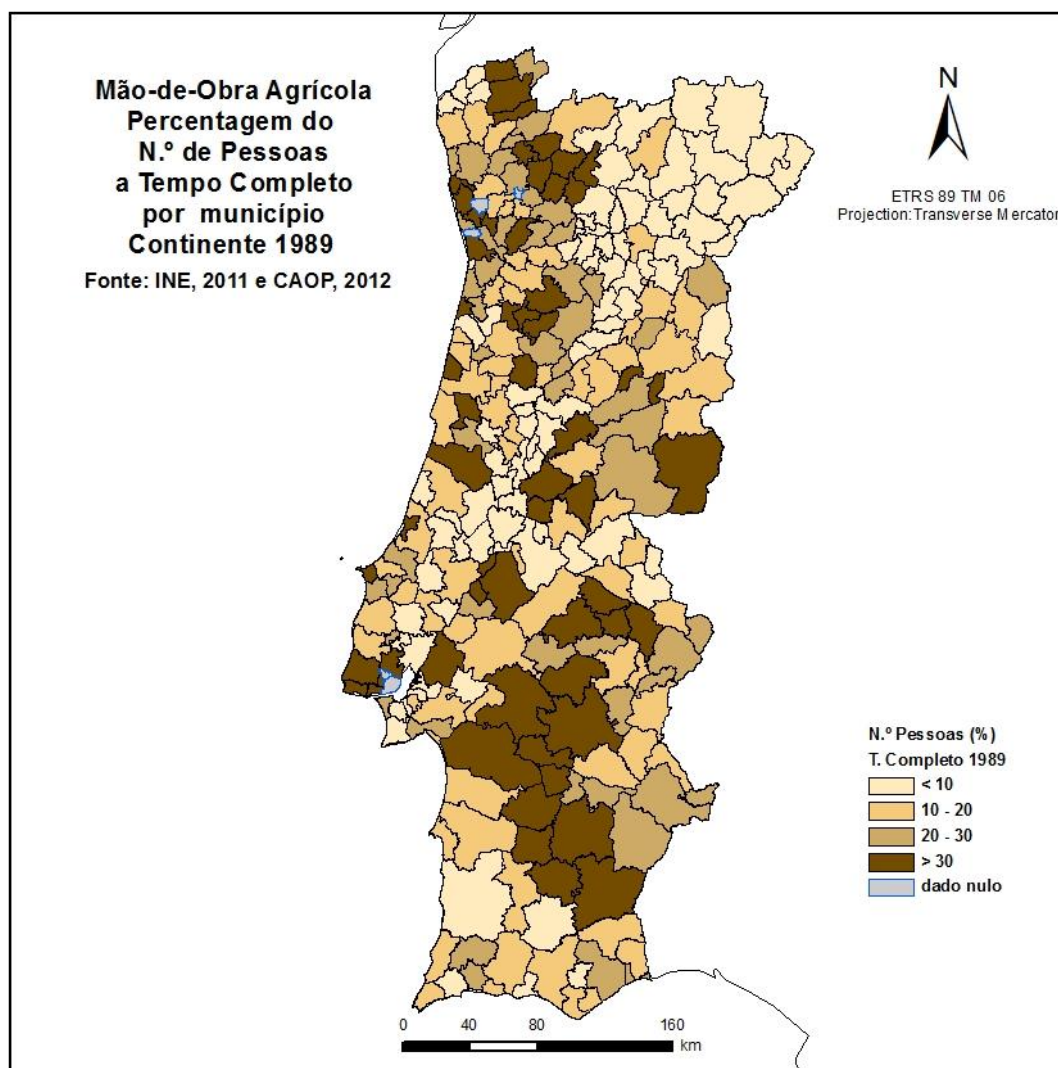 Mão-de-Obra Agrícola
Percentagem do
N.º de Pessoas
a Tempo Completo
por município
Continente 1989
Fonte: INE, 2011 e CAOP, 2012
N
ETRS 89 TM 06
Projection:Transverse Mercator
N.º Pessoas (%)
T. Completo 1989
< 10
10 - 20
20 - 30
> 30
dado nulo
0 40 80 160
km